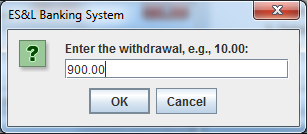 ES&L Banking System
Enter the withdrawal, e.g., 10.00:
900.00
OK
Cancel